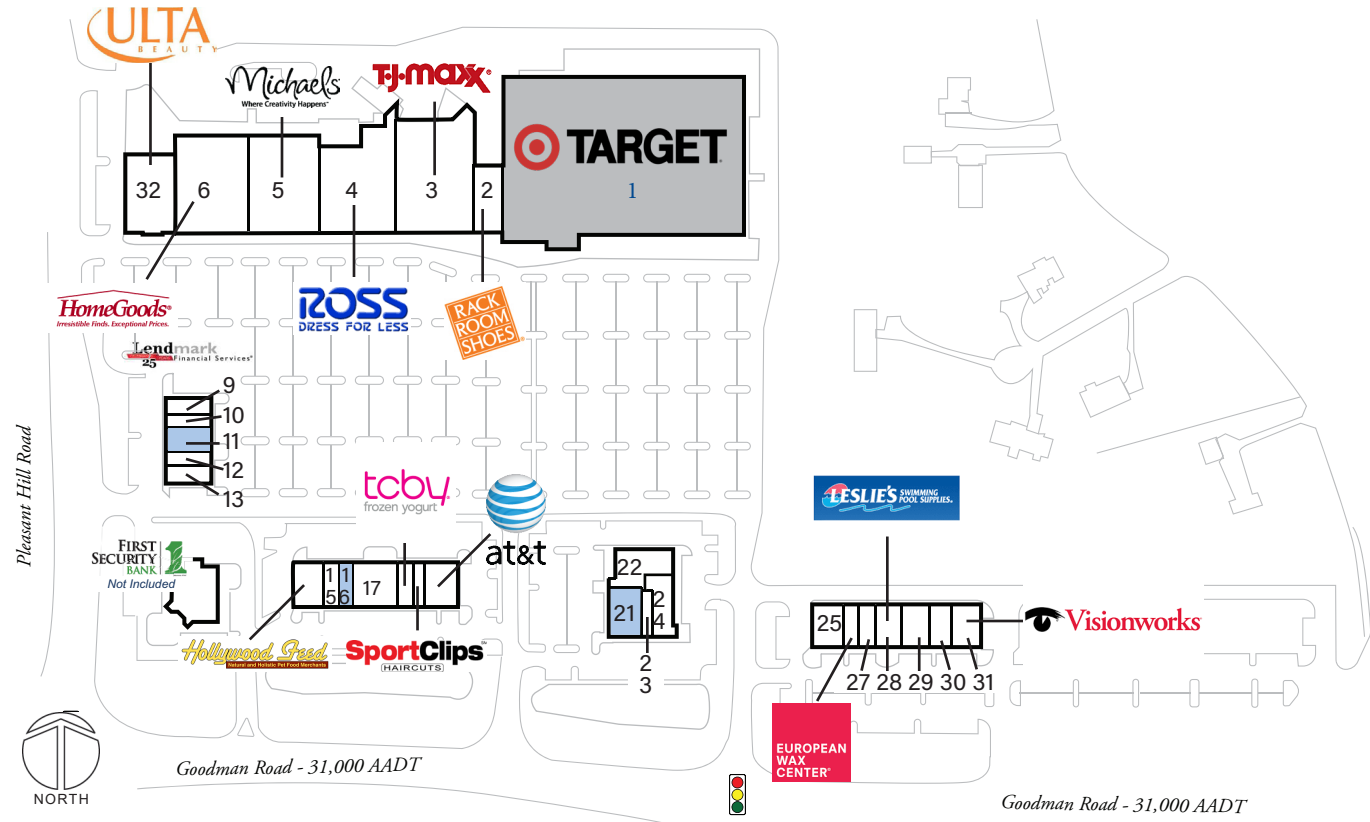 ULTA
BEAUTY
Michaels
Where Creativity Happens™
T·J·maxx®
TARGET
32
6
5
4
3
2
1
HomeGoods®
Irresistible Finds. Exceptional Prices.
ROSS
DRESS FOR LESS
RACK
ROOM
SHOES®
Lendmark
Financial Services®
25
9
10
11
12
13
Pleasant Hill Road
tcby®
frozen yogurt
at&t
LESLIE'S SWIMMING
POOL SUPPLIES.
FIRST
SECURITY
BANK
1
Not Included
1
5
1
6
17
22
21
2
4
2
3
25
27
28
29
30
31
Visionworks
Hollywood Feed
Natural and Holistic Pet Food Merchants
SportClips
HAIRCUTS
EUROPEAN
WAX
CENTER®
NORTH
Goodman Road - 31,000 AADT
Goodman Road - 31,000 AADT